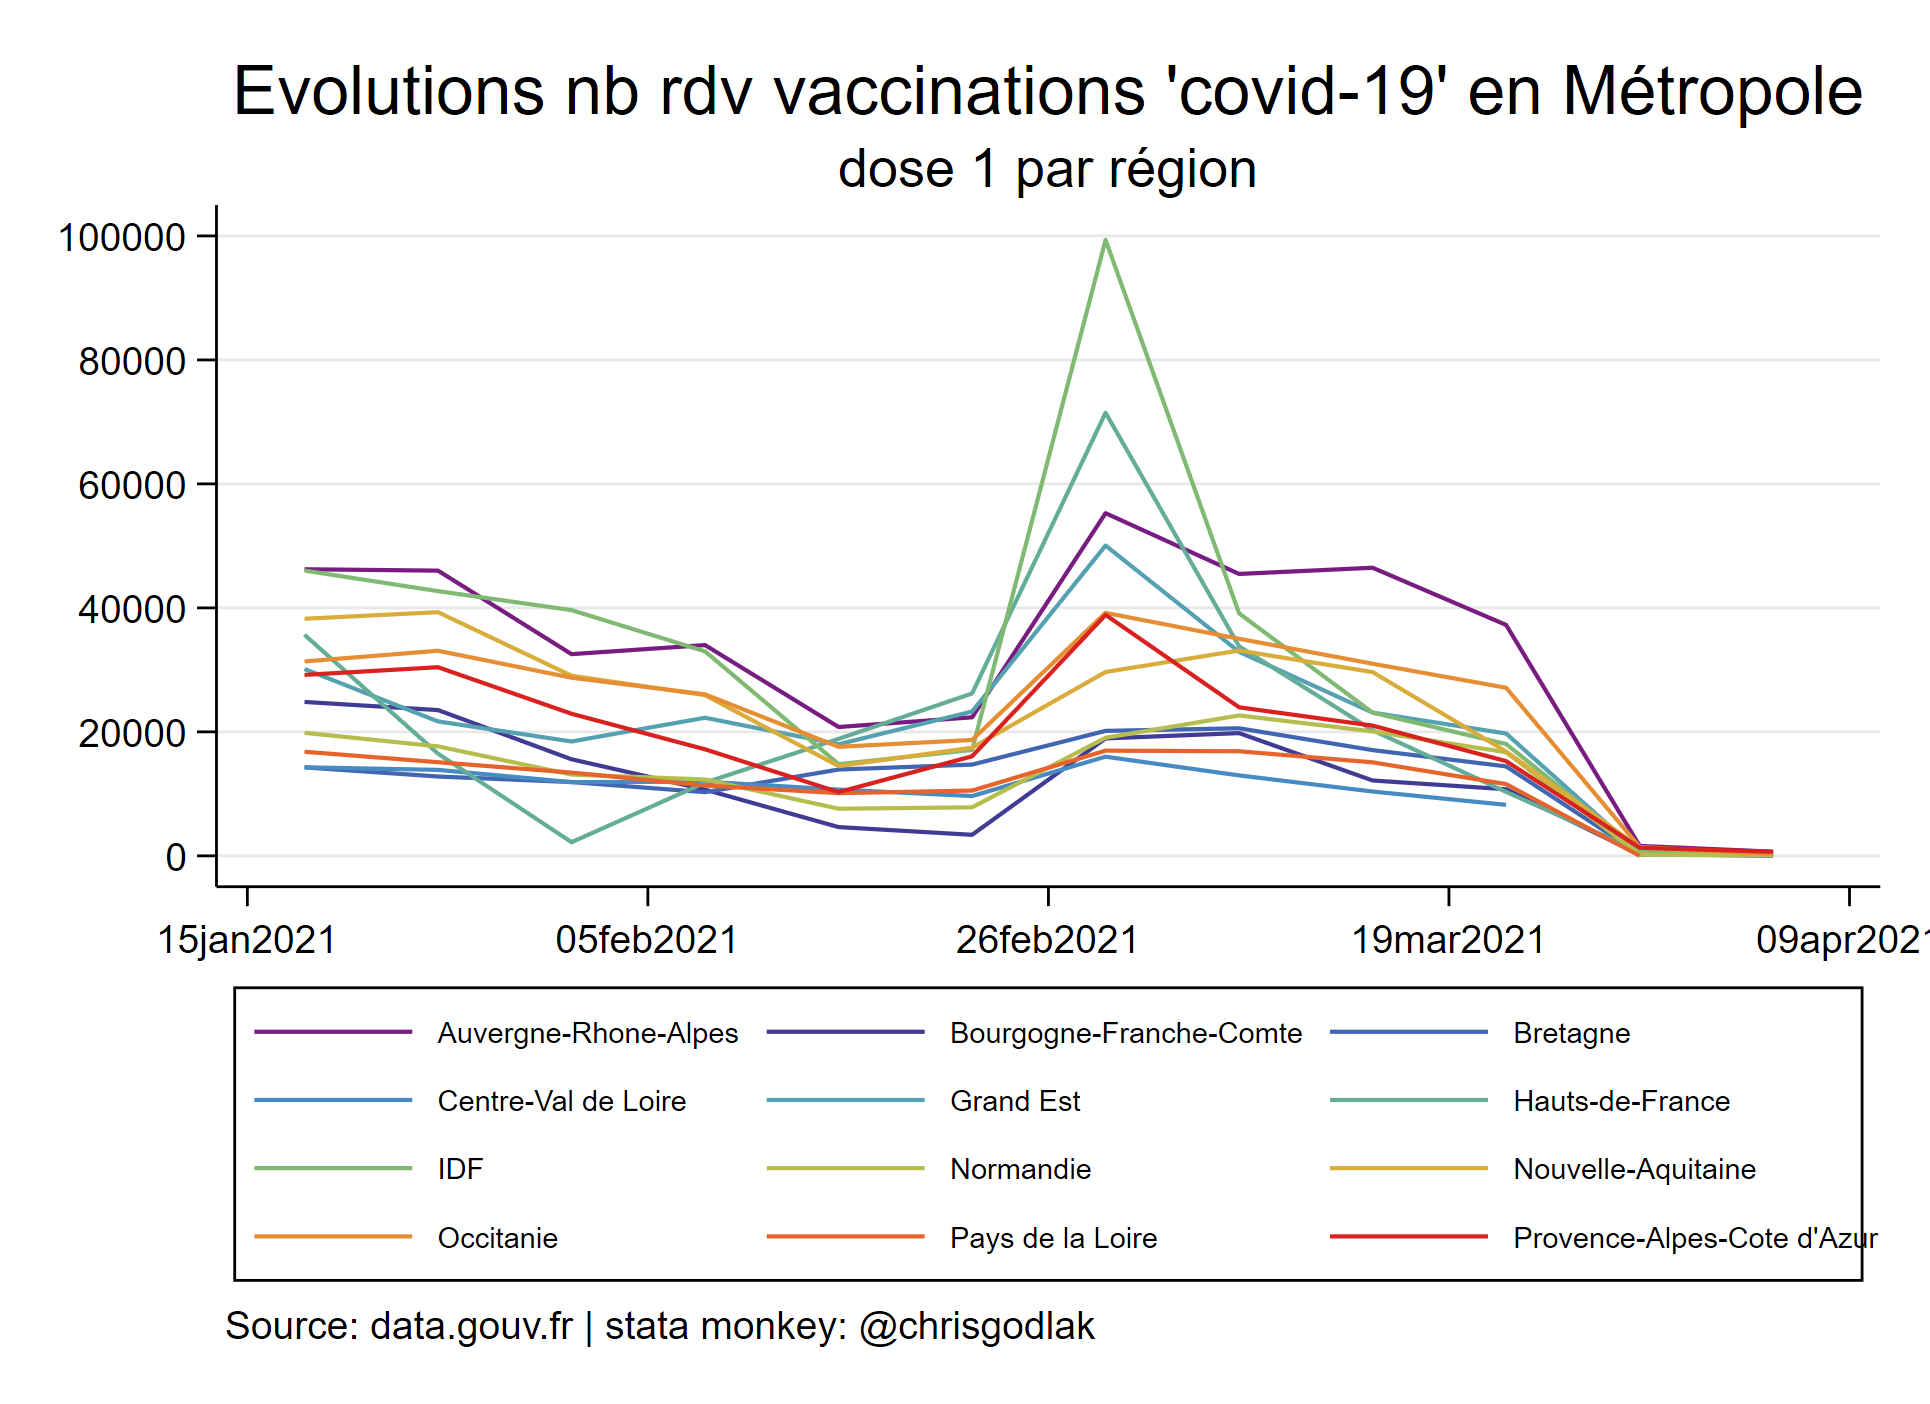 Evolutions nb rdv vaccinations 'covid-19' en Métropole
dose 1 par région
100000
80000
60000
40000
20000
0
15jan2021 05feb2021 26feb2021 19mar2021 09apr2021
Auvergne-Rhone-Alpes Bourgogne-Franche-Comte Bretagne
Centre-Val de Loire Grand Est Hauts-de-France
IDF Normandie Nouvelle-Aquitaine
Occitanie Pays de la Loire Provence-Alpes-Cote d'Azur
Source: data.gouv.fr | stata monkey: @chrisgodlak